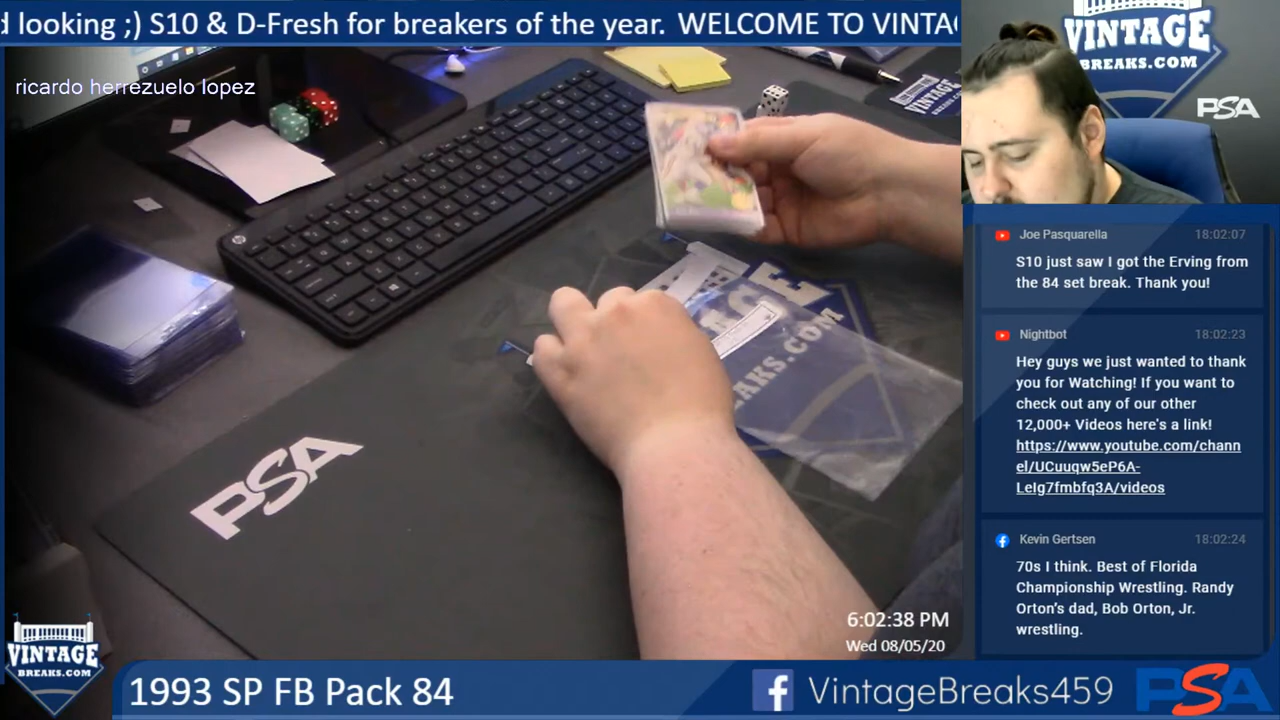 d looking ;) S10 & D-Fresh for breakers of the year. WELCOME TO VINTA
ricardo herrezuelo lopez
VINTAGE
BREAKS.COM
PSA
Joe Pasquarella 18:02:07
S10 just saw I got the Erving from
the 84 set break. Thank you!
Nightbot 18:02:23
Hey guys we just wanted to thank
you for Watching! If you want to
check out any of our other
12,000+ Videos here's a link!
https://www.youtube.com/chann
el/UCuuqw5eP6A-
LeIg7fmbfq3A/videos
Kevin Gertsen 18:02:24
70s I think. Best of Florida
Championship Wrestling. Randy
Orton's dad, Bob Orton, Jr.
wrestling.
PSA
6:02:38 PM
Wed 08/05/20
VINTAGE
BREAKS.COM
1993 SP FB Pack 84
f VintageBreaks459
PSA